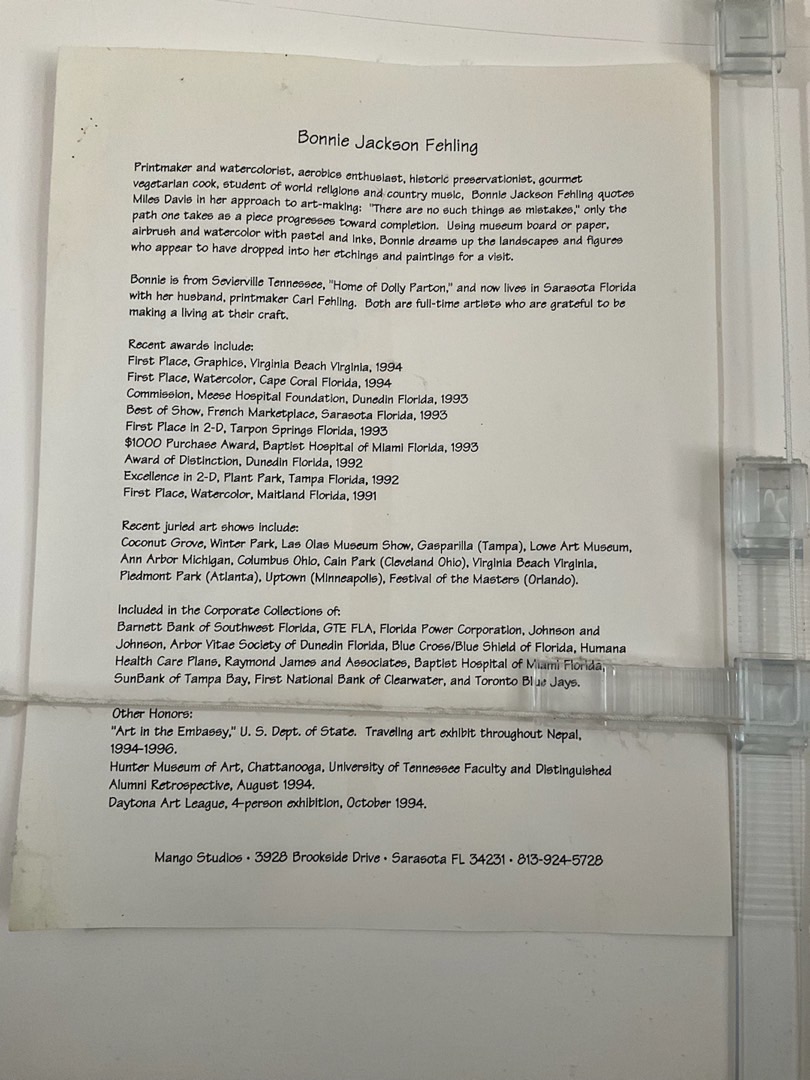 Bonnie Jackson Fehling
Printmaker and watercolorist, aerobics enthusiast, historic preservationist, gourmet
vegetarian cook, student of world religions and country music, Bonnie Jackson Fehling quotes
Miles Davis in her approach to art-making: "There are no such things as mistakes," only the
path one takes as a piece progresses toward completion. Using museum board or paper,
airbrush and watercolor with pastel and inks, Bonnie dreams up the landscapes and figures
who appear to have dropped into her etchings and paintings for a visit.
Bonnie is from Sevierville Tennessee, "Home of Dolly Parton," and now lives in Sarasota Florida
with her husband, printmaker Carl Fehling. Both are full-time artists who are grateful to be
making a living at their craft.
Recent awards include:
First Place, Graphics, Virginia Beach Virginia, 1994
First Place, Watercolor, Cape Coral Florida, 1994
Commission, Meese Hospital Foundation, Dunedin Florida, 1993
Best of Show, French Marketplace, Sarasota Florida, 1993
First Place in 2-D, Tarpon Springs Florida, 1993
$1000 Purchase Award, Baptist Hospital of Miami Florida, 1993
Award of Distinction, Dunedin Florida, 1992
Excellence in 2-D, Plant Park, Tampa Florida, 1992
First Place, Watercolor, Maitland Florida, 1991
Recent juried art shows include:
Coconut Grove, Winter Park, Las Olas Museum Show, Gasparilla (Tampa), Lowe Art Museum,
Ann Arbor Michigan, Columbus Ohio, Cain Park (Cleveland Ohio), Virginia Beach Virginia,
Piedmont Park (Atlanta), Uptown (Minneapolis), Festival of the Masters (Orlando).
Included in the Corporate Collections of:
Barnett Bank of Southwest Florida, GTE FLA, Florida Power Corporation, Johnson and
Johnson, Arbor Vitae Society of Dunedin Florida, Blue Cross/Blue Shield of Florida, Humana
Health Care Plans, Raymond James and Associates, Baptist Hospital of Miami Florida,
SunBank of Tampa Bay, First National Bank of Clearwater, and Toronto Blue Jays.
Other Honors:
"Art in the Embassy," U. S. Dept. of State. Traveling art exhibit throughout Nepal,
1994-1996.
Hunter Museum of Art, Chattanooga, University of Tennessee Faculty and Distinguished
Alumni Retrospective, August 1994.
Daytona Art League, 4-person exhibition, October 1994.
Mango Studios • 3928 Brookside Drive • Sarasota FL 34231 • 813-924-5728